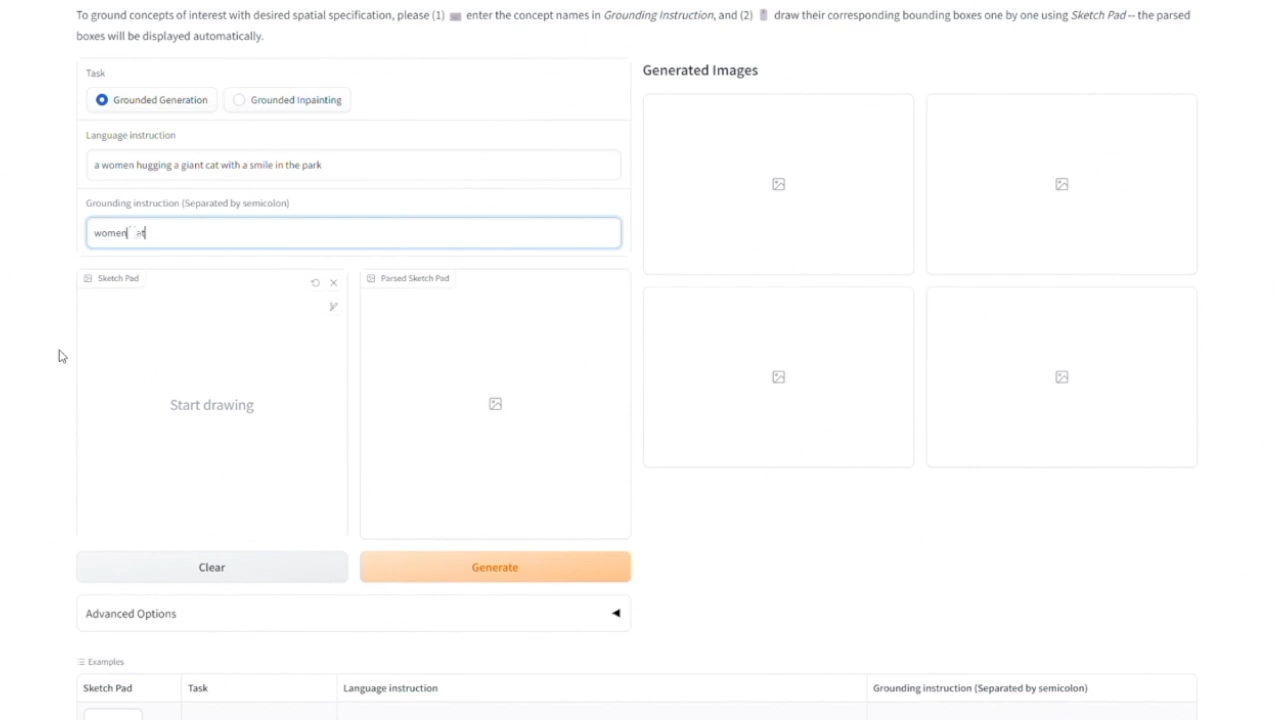 To ground concepts of interest with desired spatial specification, please (1) enter the concept names in Grounding Instruction, and (2) draw their corresponding bounding boxes one by one using Sketch Pad -- the parsed
boxes will be displayed automatically.
Task
Grounded Generation
Grounded Inpainting
Language instruction
a women hugging a giant cat with a smile in the park
Grounding instruction (Separated by semicolon)
women
Sketch Pad
Parsed Sketch Pad
Start drawing
Clear
Generate
Advanced Options
Generated Images
Examples
Sketch Pad Task Language instruction Grounding instruction (Separated by semicolon)